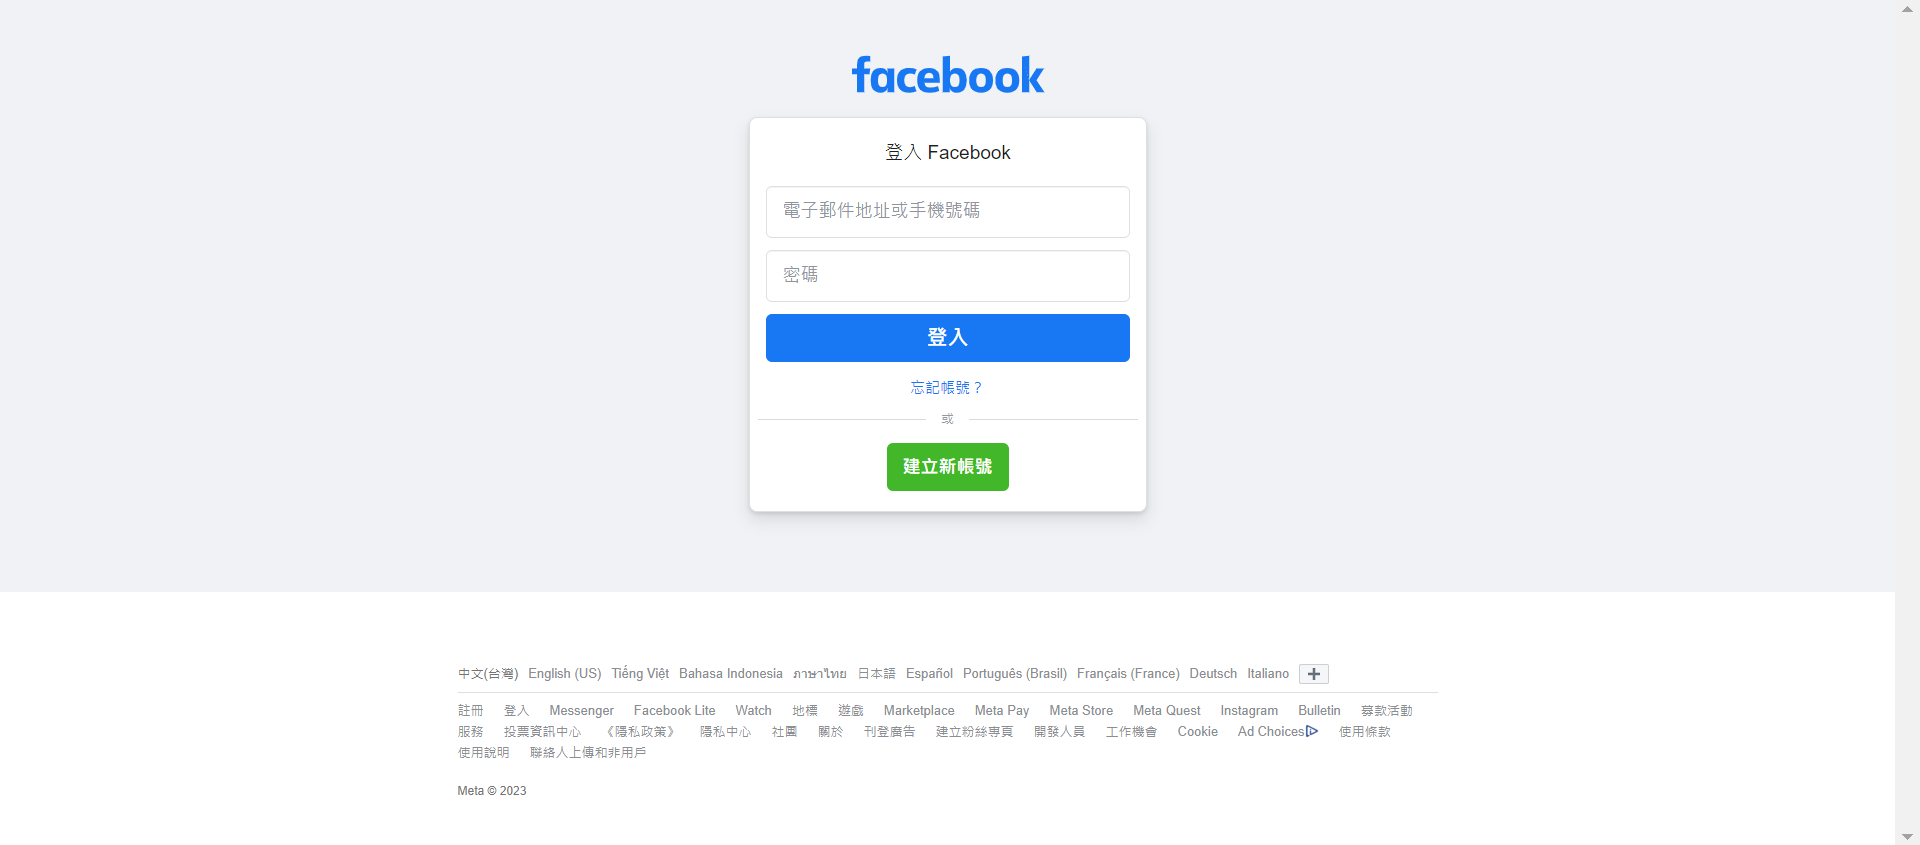 facebook
登入 Facebook
電子郵件地址或手機號碼
密碼
登入
忘記帳號？
或
建立新帳號
中文(台灣) English (US) Tiếng Việt Bahasa Indonesia ภาษาไทย 日本語 Español Português (Brasil) Français (France) Deutsch Italiano
註冊 登入 Messenger Facebook Lite Watch 地標 遊戲 Marketplace Meta Pay Meta Store Meta Quest Instagram Bulletin 募款活動
服務 投票資訊中心 《隱私政策》 隱私中心 社團 關於 刊登廣告 建立粉絲專頁 開發人員 工作機會 Cookie Ad Choices 使用條款
使用說明 聯絡人上傳和非用戶
Meta © 2023